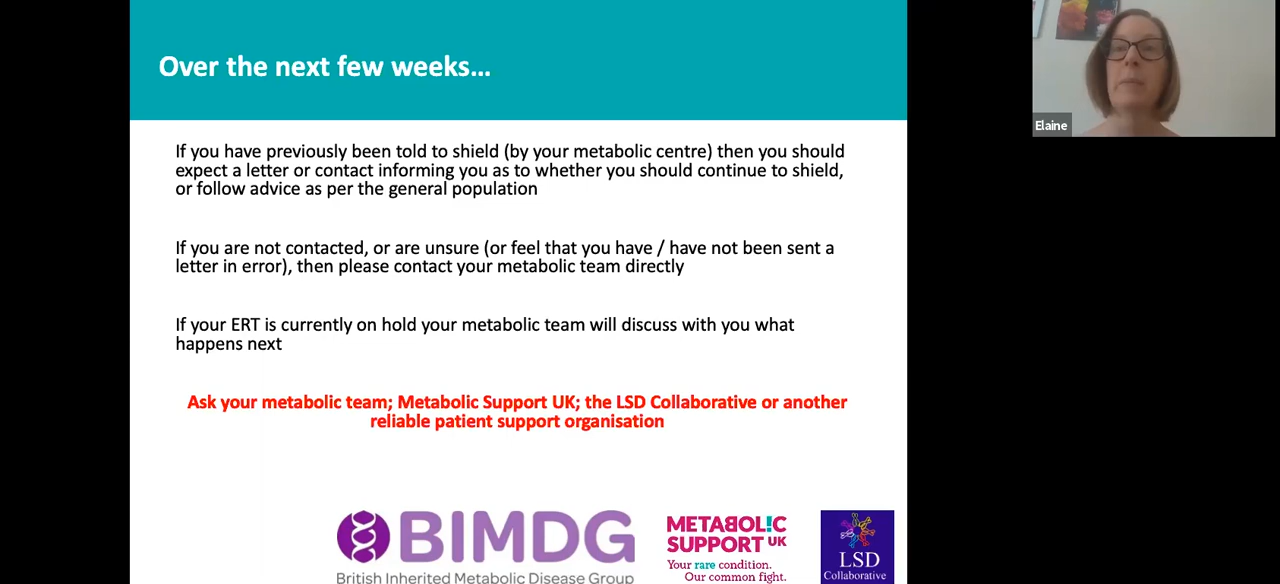 Over the next few weeks...
Elaine
If you have previously been told to shield (by your metabolic centre) then you should
expect a letter or contact informing you as to whether you should continue to shield,
or follow advice as per the general population
If you are not contacted, or are unsure (or feel that you have / have not been sent a
letter in error), then please contact your metabolic team directly
If your ERT is currently on hold your metabolic team will discuss with you what
happens next
Ask your metabolic team; Metabolic Support UK; the LSD Collaborative or another
reliable patient support organisation
BIMDG
British Inherited Metabolic Disease Group
METABOL!C
SUPPORT UK
Your rare condition.
Our common fight.
LSD
Collaborative